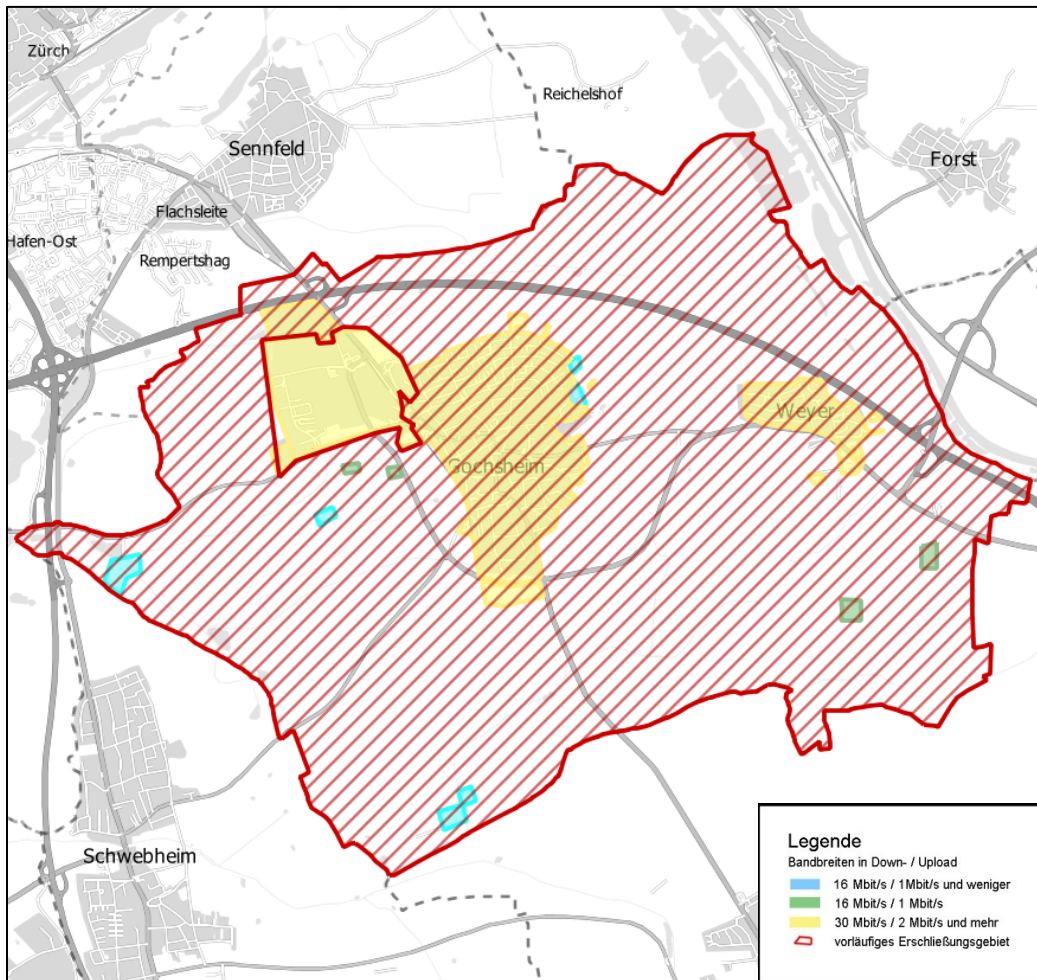 Zürch
Reichelshof
Sennfeld
Forst
Flachsleite
Hafen-Ost
Rempertshag
Weyer
Gochsheim
Schwebheim
Legende
Bandbreiten in Down- / Upload
16 Mbit/s / 1Mbit/s und weniger
16 Mbit/s / 1 Mbit/s
30 Mbit/s / 2 Mbit/s und mehr
vorläufiges Erschließungsgebiet